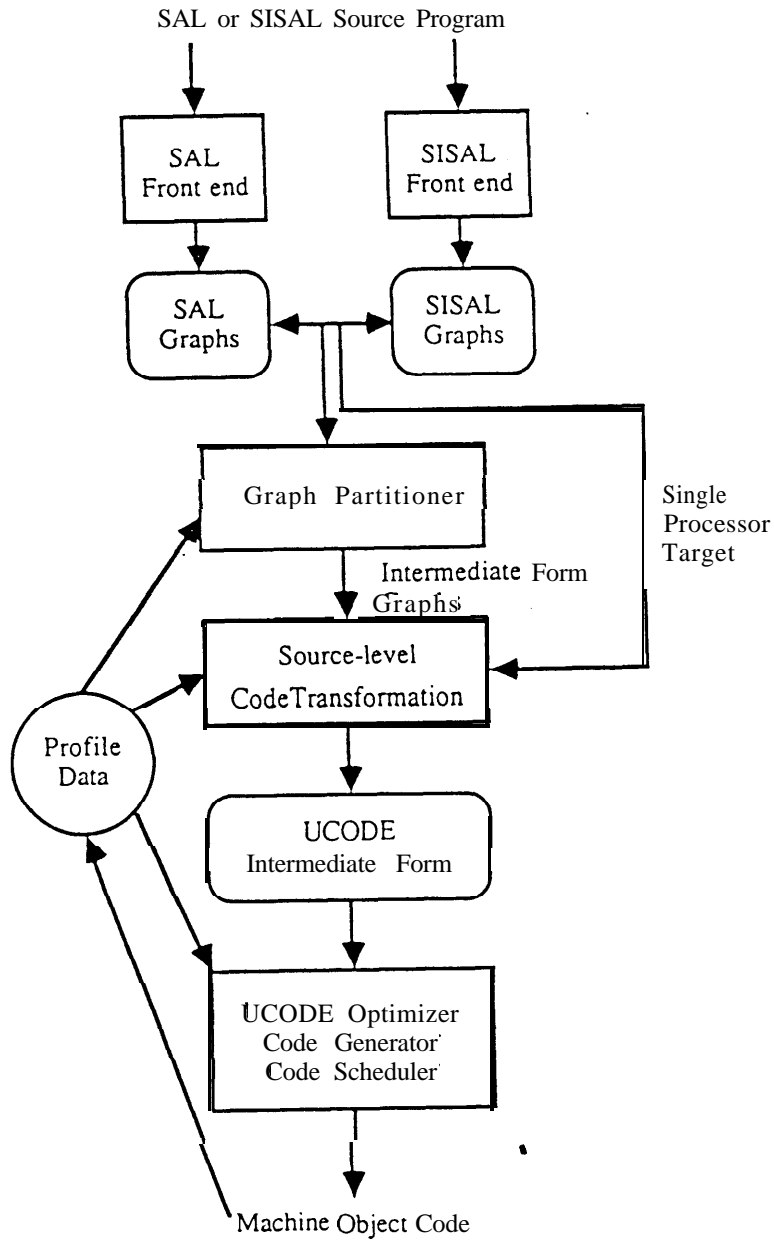 SAL or SISAL Source Program
SAL
Front end
SISAL
Front end
SAL
Graphs
SISAL
Graphs
Graph Partitioner
Single
Processor
Target
Intermediate Form
Graphs
Source-level
CodeTransformation
Profile
Data
UCODE
Intermediate Form
UCODE Optimizer
Code Generator
Code Scheduler
Machine Object Code